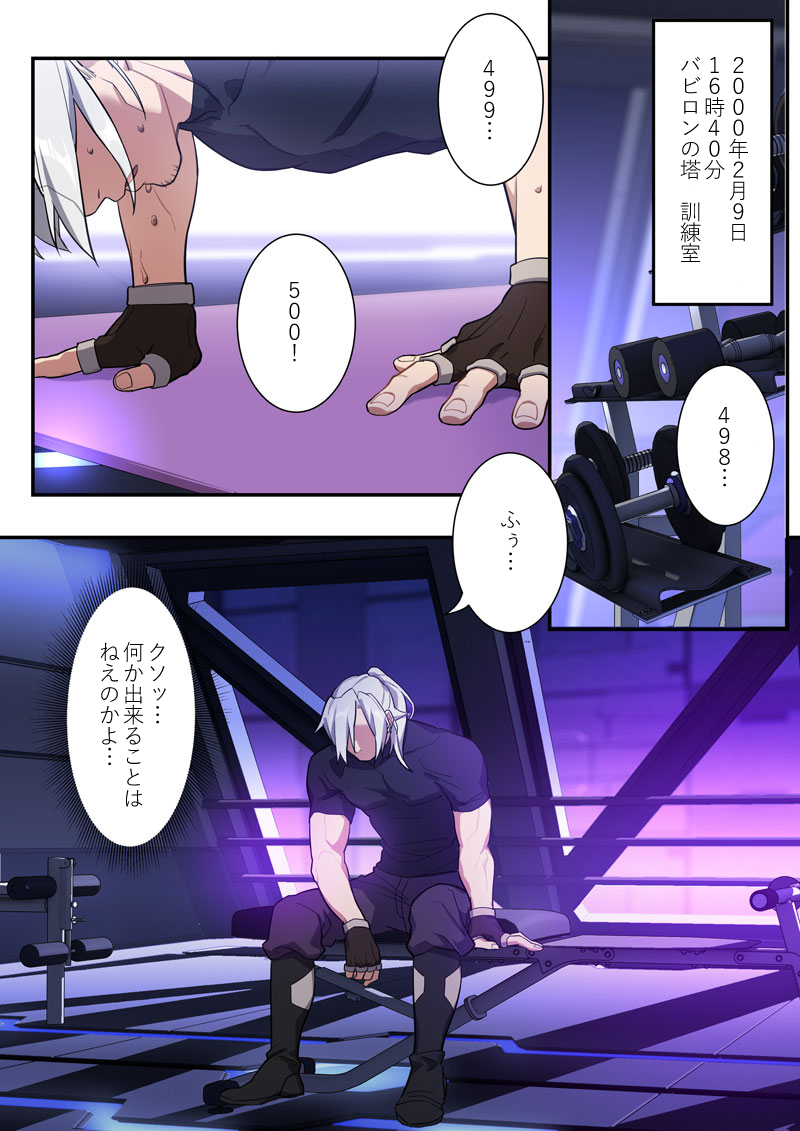 2000年2月9日
16時40分
バビロンの塔　訓練室
498…
499…
500！
ふぅ…
クソッ…
何か出来ることは
ねえのかよ…